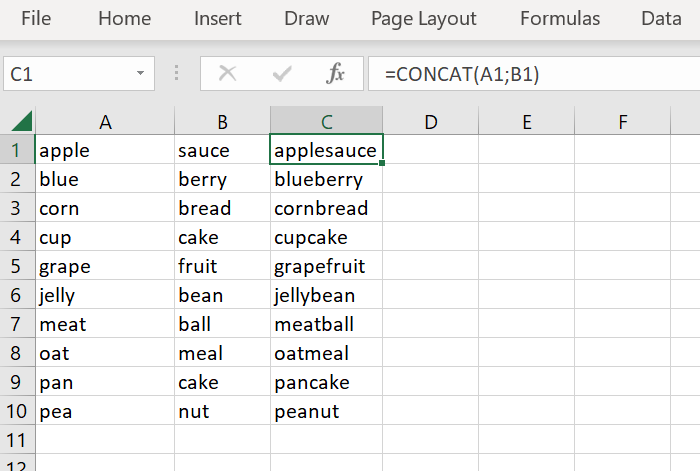 File Home Insert Draw Page Layout Formulas Data
C1 fx =CONCAT(A1;B1)
A B C D E F
1 apple sauce applesauce
2 blue berry blueberry
3 corn bread cornbread
4 cup cake cupcake
5 grape fruit grapefruit
6 jelly bean jellybean
7 meat ball meatball
8 oat meal oatmeal
9 pan cake pancake
10 pea nut peanut
11
12